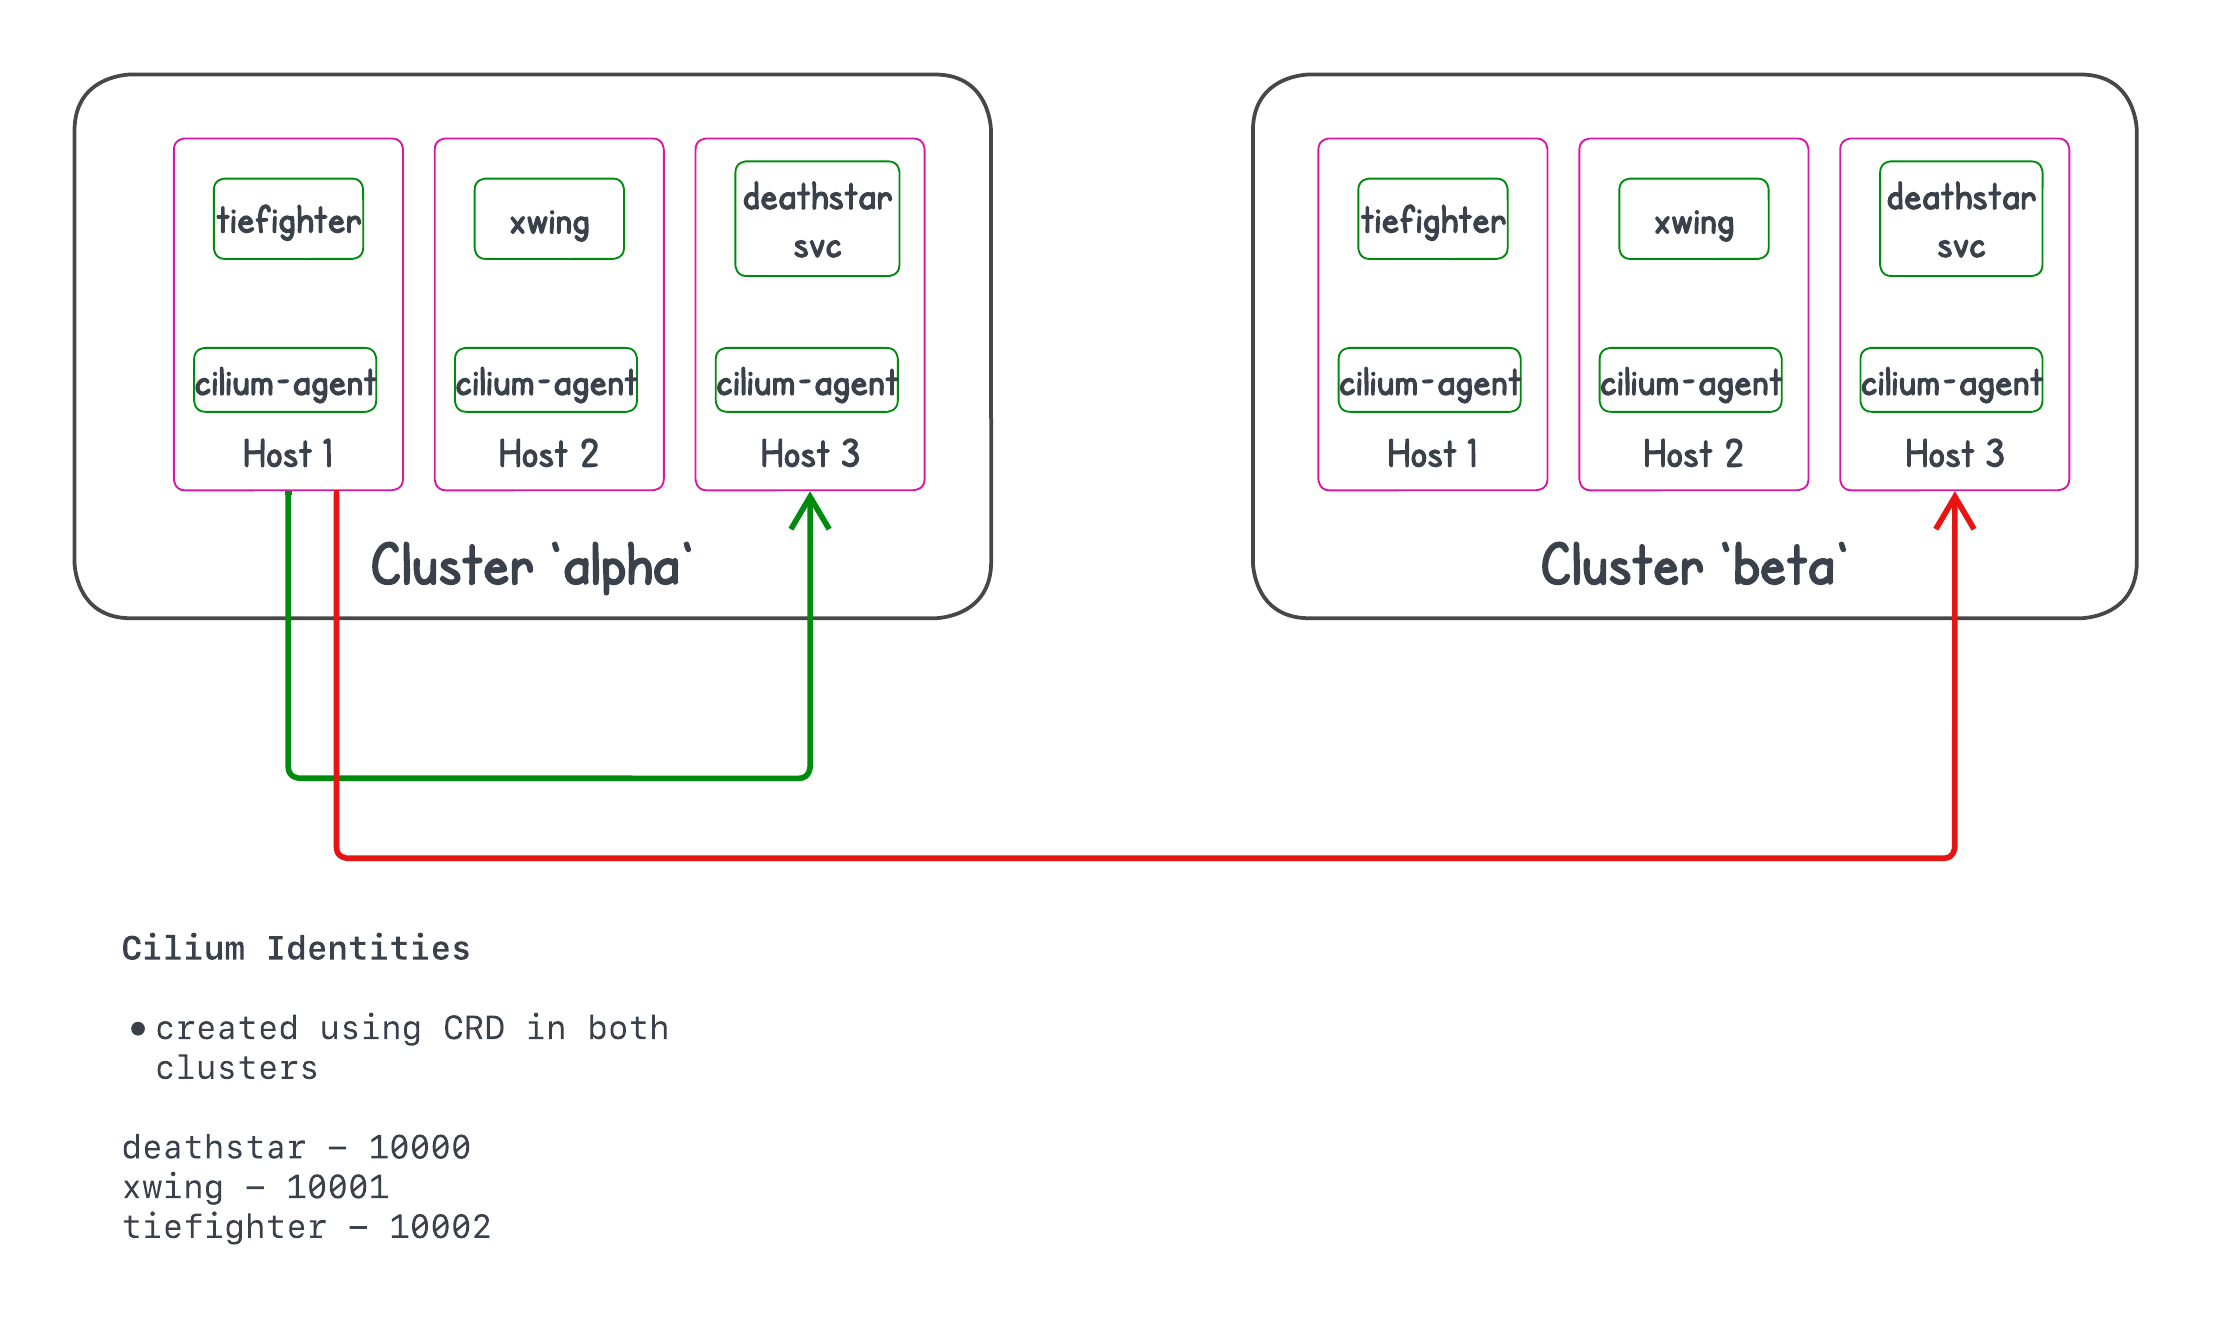 tiefighter
cilium-agent
Host 1
xwing
cilium-agent
Host 2
deathstar
svc
cilium-agent
Host 3
Cluster `alpha`
tiefighter
cilium-agent
Host 1
xwing
cilium-agent
Host 2
deathstar
svc
cilium-agent
Host 3
Cluster `beta`
Cilium Identities
• created using CRD in both
clusters
deathstar – 10000
xwing – 10001
tiefighter – 10002